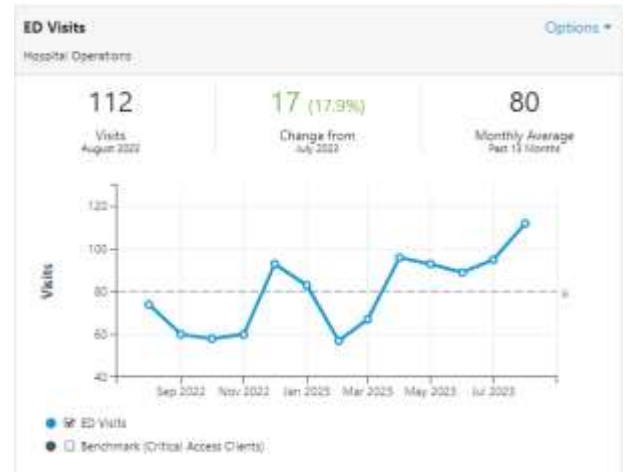 ED Visits
Options
Hospital Operations
112
17 (17.9%)
80
Visits
Change from
Monthly Average
August 2023
July 2023
Past 13 Months
120
100
80
60
40
Visits
Sep 2022 Nov 2022 Jan 2023 Mar 2023 May 2023 Jul 2023
ED Visits
Benchmark (Critical Access Clients)